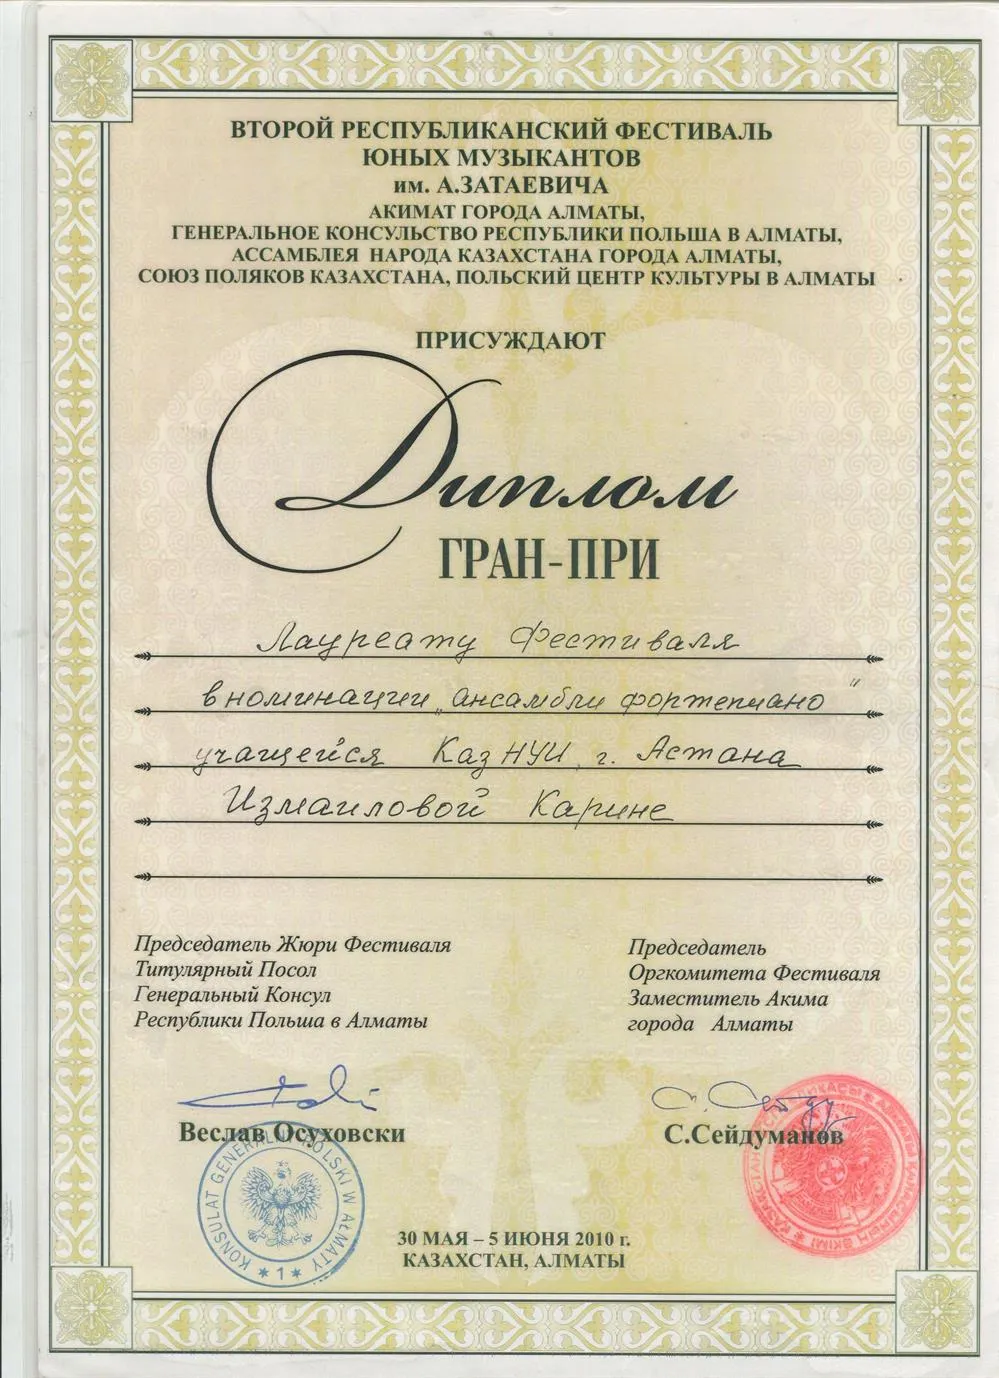 ВТОРОЙ РЕСПУБЛИКАНСКИЙ ФЕСТИВАЛЬ
ЮНЫХ МУЗЫКАНТОВ
им. А.ЗАТАЕВИЧА
АКИМАТ ГОРОДА АЛМАТЫ,
ГЕНЕРАЛЬНОЕ КОНСУЛЬСТВО РЕСПУБЛИКИ ПОЛЬША В АЛМАТЫ,
АССАМБЛЕЯ НАРОДА КАЗАХСТАНА ГОРОДА АЛМАТЫ,
СОЮЗ ПОЛЯКОВ КАЗАХСТАНА, ПОЛЬСКИЙ ЦЕНТР КУЛЬТУРЫ В АЛМАТЫ
ПРИСУЖДАЮТ
Диплом
ГРАН-ПРИ
Лауреату Фестиваля
в номинации „ансамбли фортепиано"
учащейся КазНУИ, г. Астана
Измаиловой Карине
Председатель Жюри Фестиваля
Титулярный Посол
Генеральный Консул
Республики Польша в Алматы
Веслав Осуховски
KONSULAT GENERALNY POLSKI W AŁMATY
1
Председатель
Оргкомитета Фестиваля
Заместитель Акима
города Алматы
С.Сейдуманов
30 МАЯ – 5 ИЮНЯ 2010 г.
КАЗАХСТАН, АЛМАТЫ